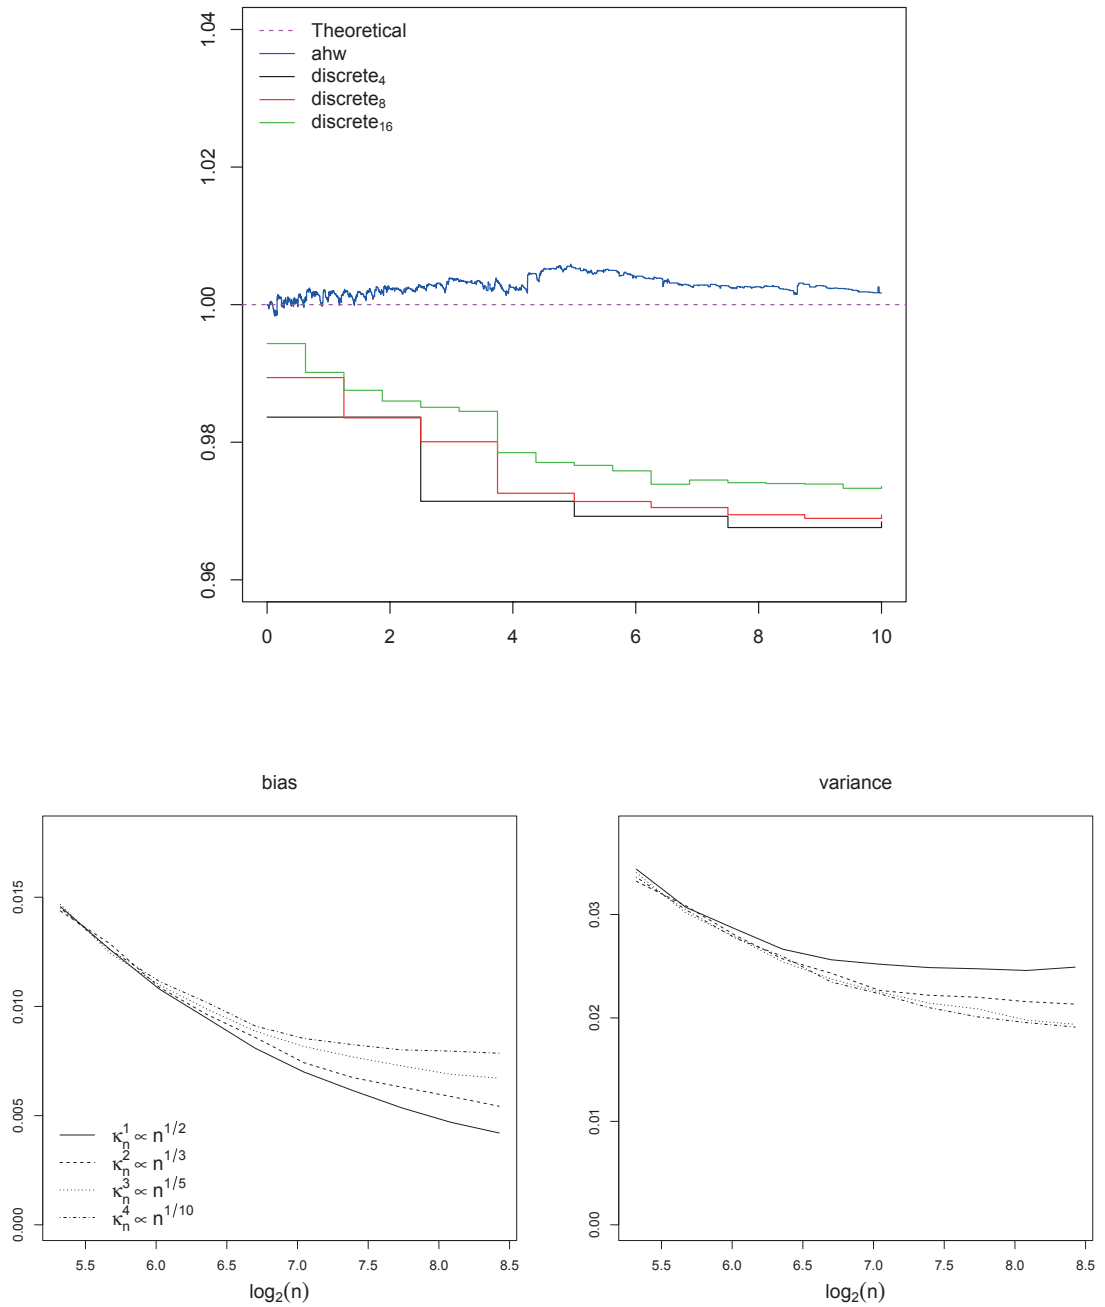 Theoretical
ahw
discrete₄
discrete₈
discrete₁₆
1.04
1.02
1.00
0.98
0.96
0 2 4 6 8 10
bias
0.015
0.010
0.005
0.000
κₙ¹ ∝ n^{1/2}
κₙ² ∝ n^{1/3}
κₙ³ ∝ n^{1/5}
κₙ⁴ ∝ n^{1/10}
5.5 6.0 6.5 7.0 7.5 8.0 8.5
log₂(n)
variance
0.03
0.02
0.01
0.00
5.5 6.0 6.5 7.0 7.5 8.0 8.5
log₂(n)